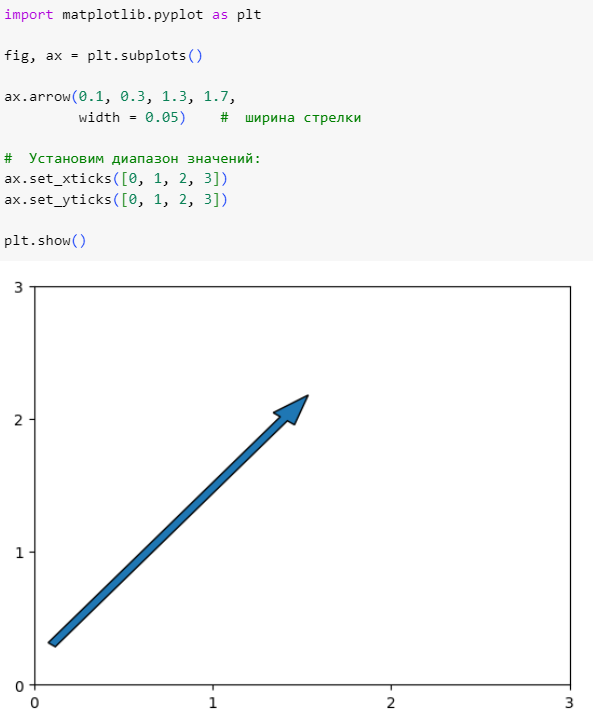 import matplotlib.pyplot as plt
fig, ax = plt.subplots()
ax.arrow(0.1, 0.3, 1.3, 1.7,
width = 0.05)    #  ширина стрелки
#  Установим диапазон значений:
ax.set_xticks([0, 1, 2, 3])
ax.set_yticks([0, 1, 2, 3])
plt.show()
3
2
1
0
0 1 2 3